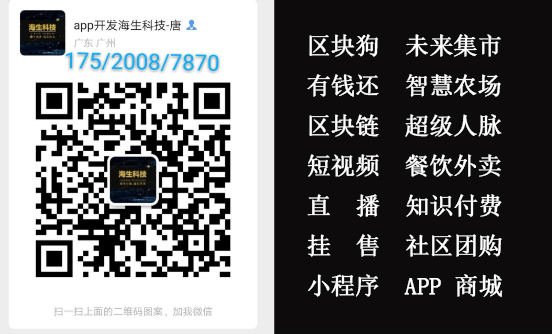 海生科技
app开发海生科技-唐
广东 广州
175/2008/7870
海生科技
扫一扫上面的二维码图案，加我微信
区块狗 未来集市
有钱还 智慧农场
区块链 超级人脉
短视频 餐饮外卖
直 播 知识付费
挂 售 社区团购
小程序 APP 商城